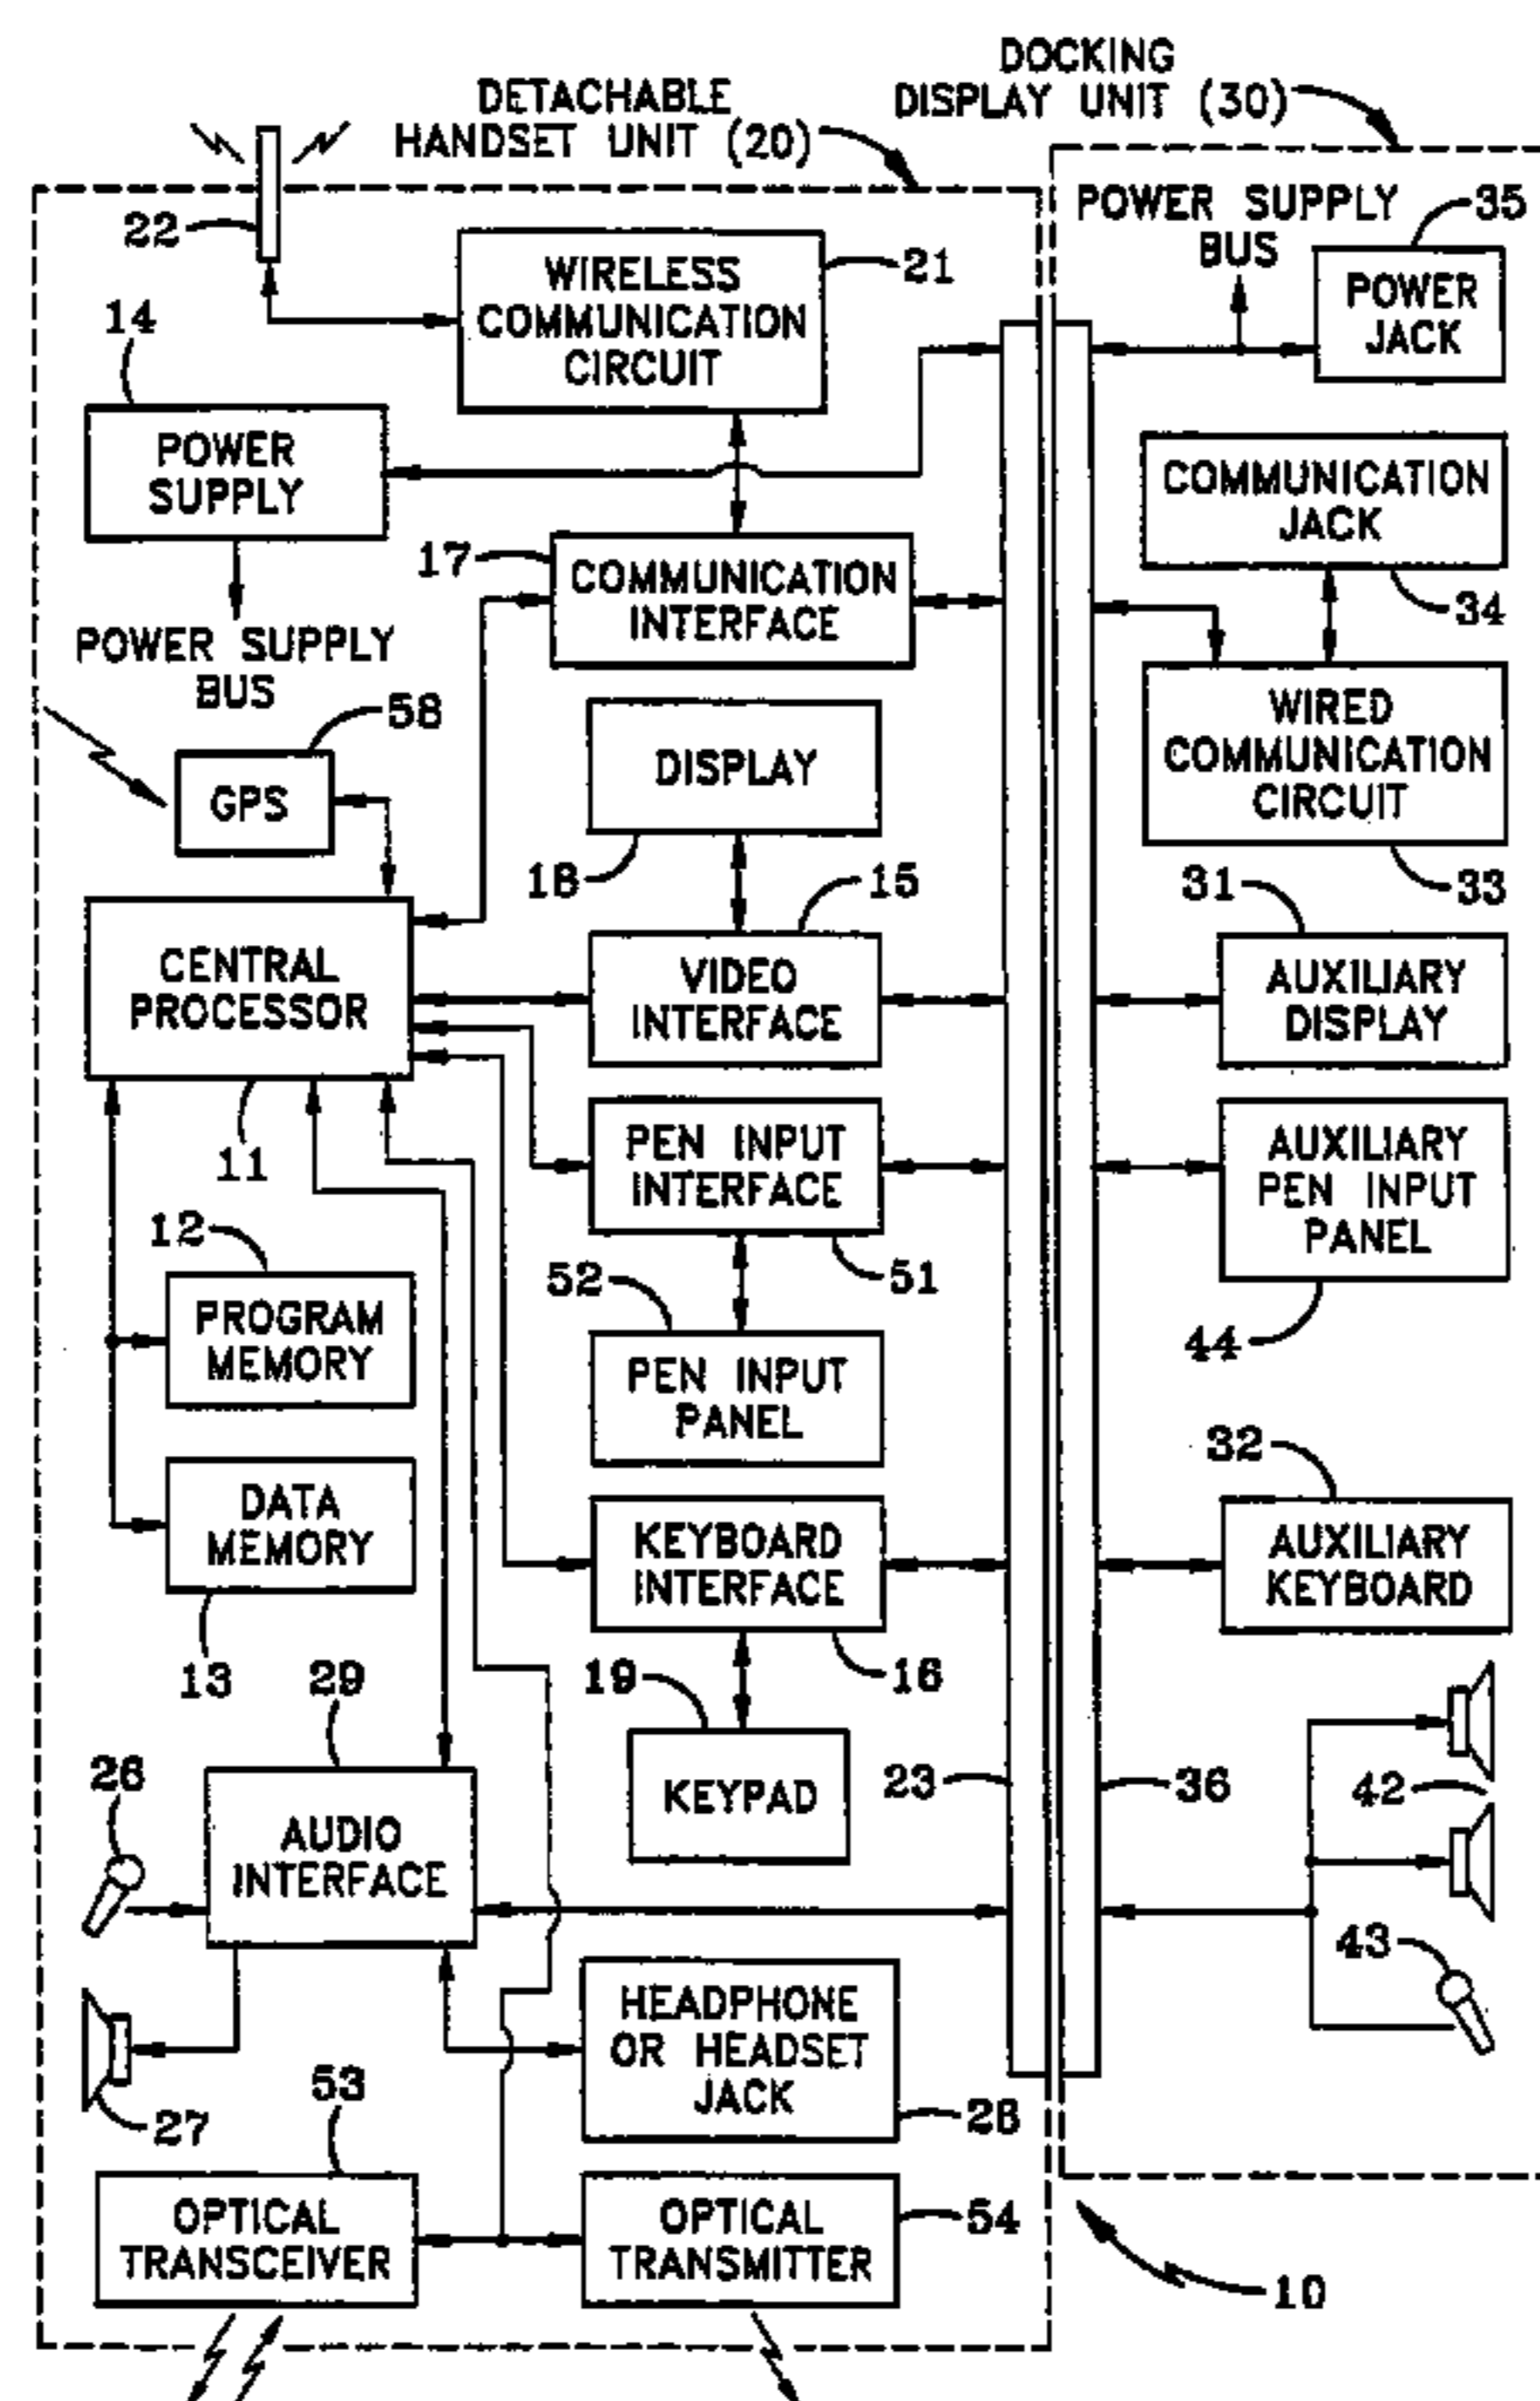 DOCKING
DISPLAY UNIT (30)
DETACHABLE
HANDSET UNIT (20)
22
WIRELESS
COMMUNICATION
CIRCUIT
21
POWER SUPPLY
BUS
35
POWER
JACK
14
POWER
SUPPLY
COMMUNICATION
JACK
34
17
COMMUNICATION
INTERFACE
POWER SUPPLY
BUS
58
GPS
DISPLAY
18
15
WIRED
COMMUNICATION
CIRCUIT
33
31
CENTRAL
PROCESSOR
11
VIDEO
INTERFACE
AUXILIARY
DISPLAY
PEN INPUT
INTERFACE
51
AUXILIARY
PEN INPUT
PANEL
44
12
PROGRAM
MEMORY
52
PEN INPUT
PANEL
32
DATA
MEMORY
13
KEYBOARD
INTERFACE
16
AUXILIARY
KEYBOARD
29
19
KEYPAD
23
36
42
26
AUDIO
INTERFACE
43
27
HEADPHONE
OR HEADSET
JACK
28
53
OPTICAL
TRANSCEIVER
OPTICAL
TRANSMITTER
54
10